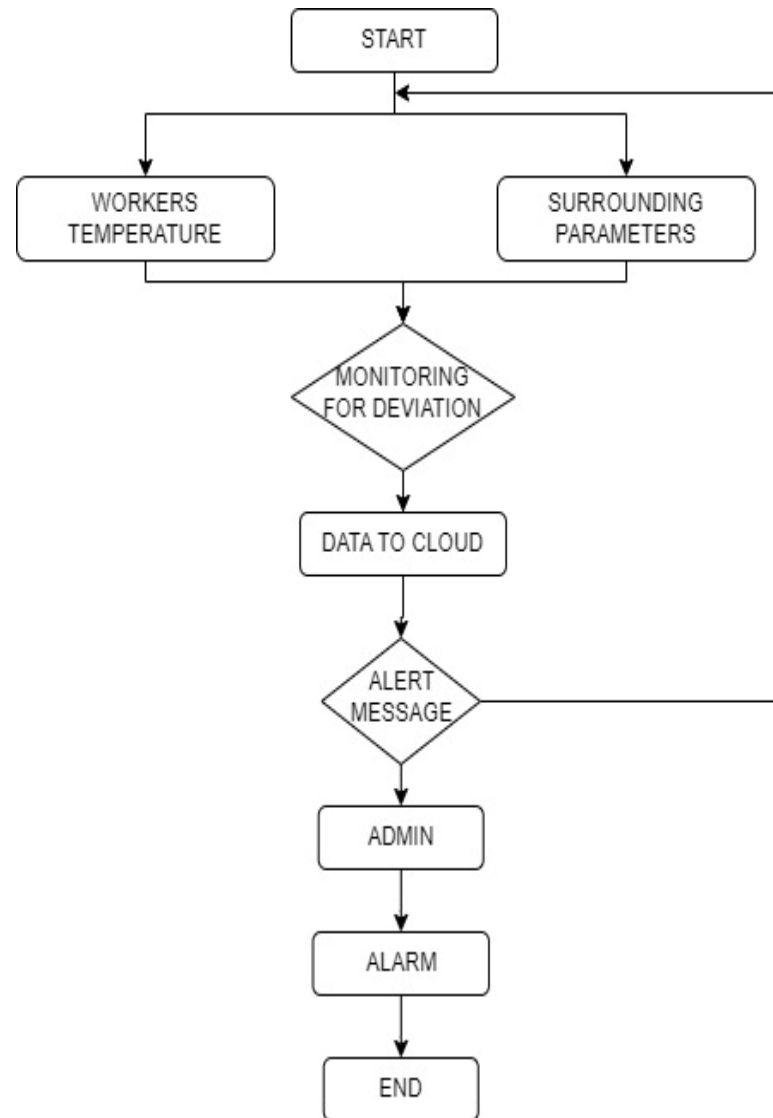 START
WORKERS
TEMPERATURE
SURROUNDING
PARAMETERS
MONITORING
FOR DEVIATION
DATA TO CLOUD
ALERT
MESSAGE
ADMIN
ALARM
END